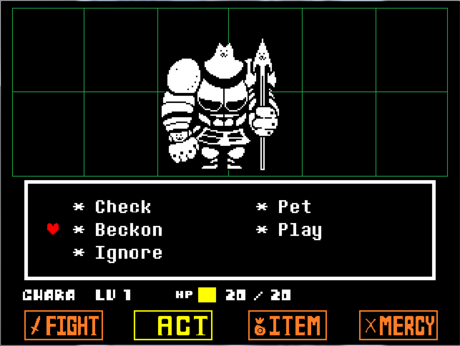 * Check * Pet
* Beckon * Play
* Ignore
CHARA LV 1 HP 20 / 20
FIGHT ACT ITEM MERCY